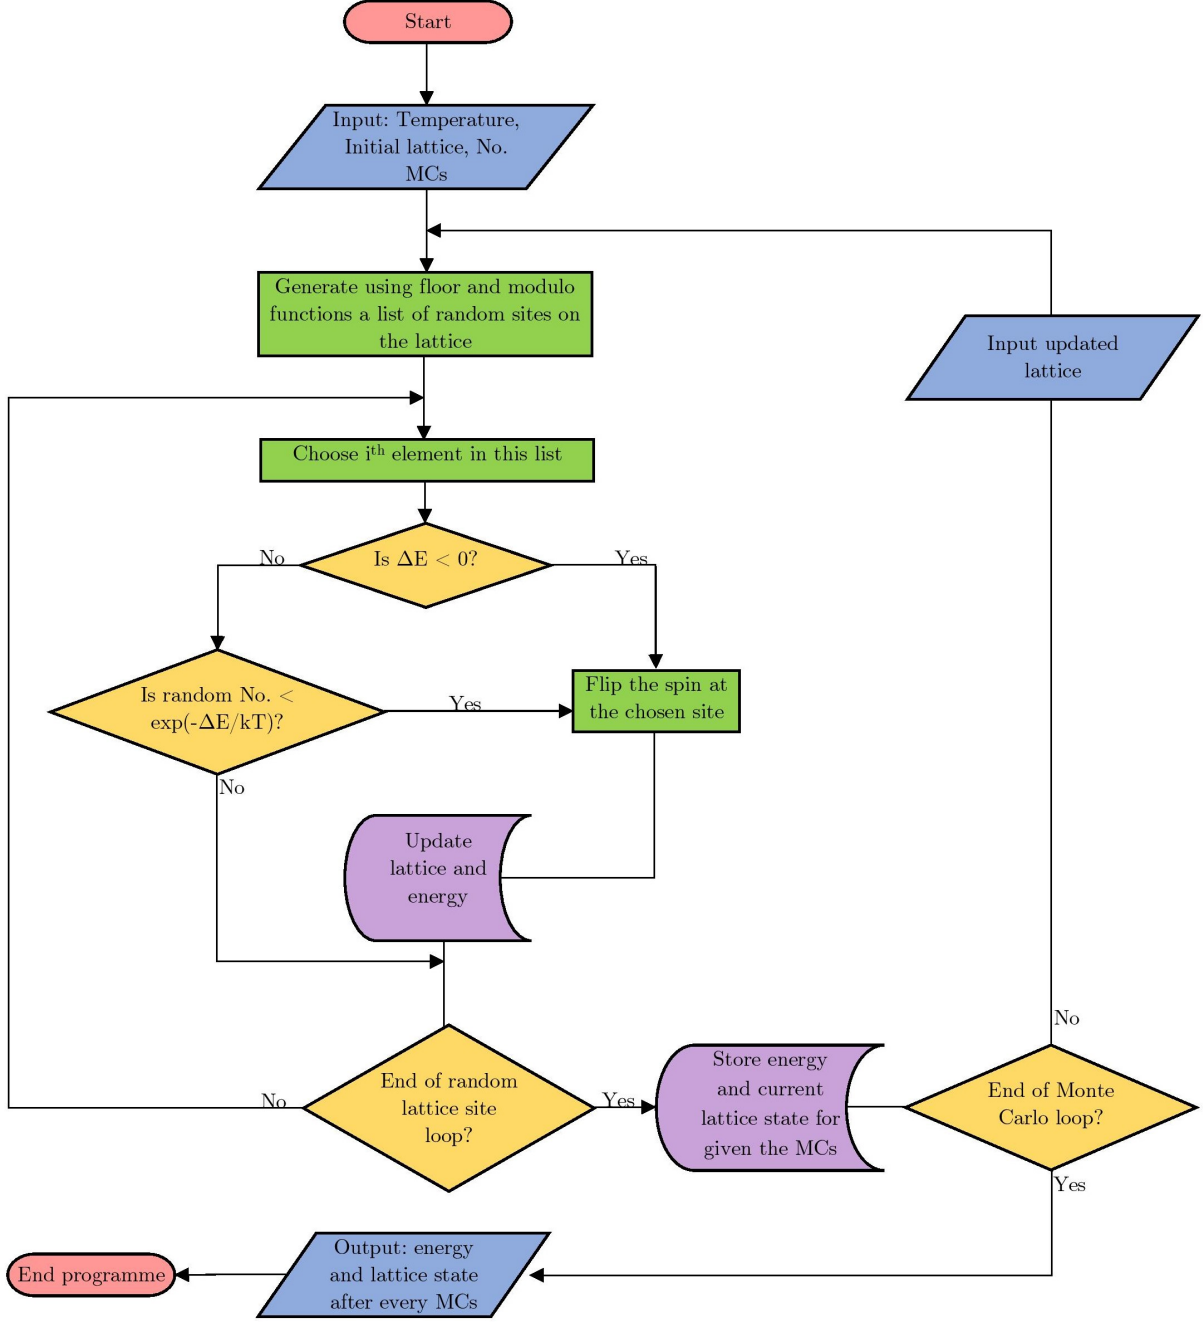 Start
Input: Temperature,
Initial lattice, No.
MCs
Generate using floor and modulo
functions a list of random sites on
the lattice
Input updated
lattice
Choose iᵗʰ element in this list
No
Is ΔE < 0?
Yes
Is random No. <
exp(-ΔE/kT)?
Yes
Flip the spin at
the chosen site
No
Update
lattice and
energy
No
End of random
lattice site
loop?
No
Yes
Store energy
and current
lattice state for
given the MCs
End of Monte
Carlo loop?
Yes
Output: energy
and lattice state
after every MCs
End programme